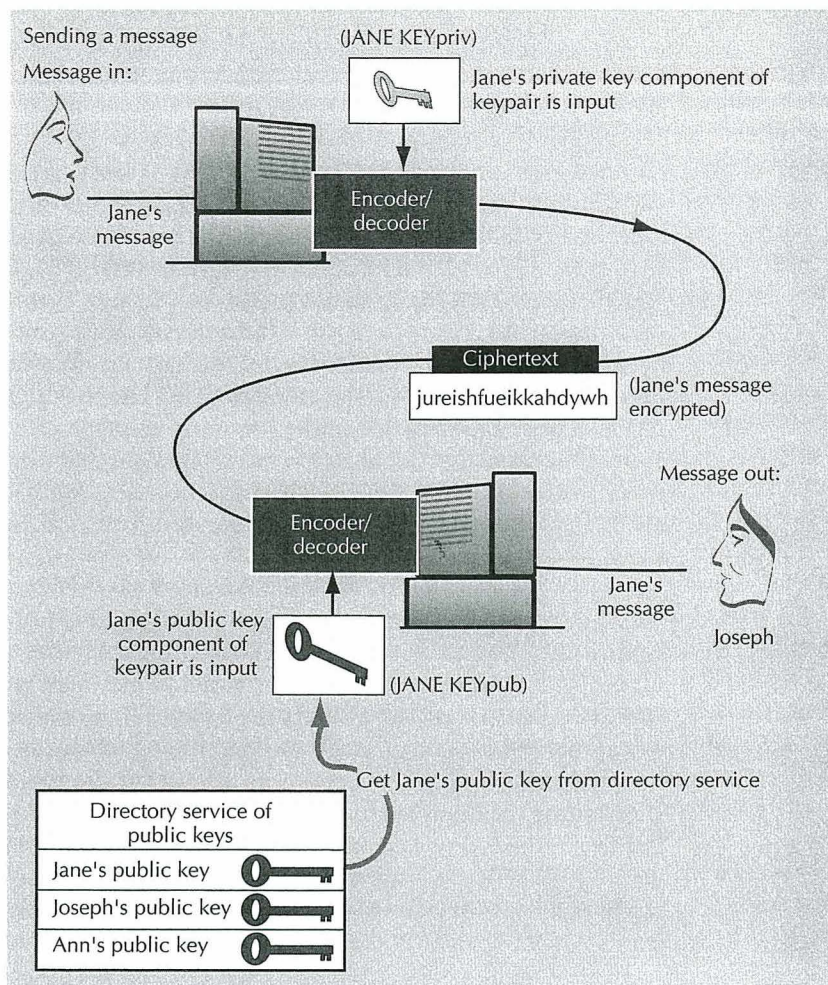 Sending a message
Message in:
(JANE KEYpriv)
Jane's private key component of
keypair is input
Encoder/
decoder
Jane's
message
Ciphertext
jureishfueikkahdywh
(Jane's message
encrypted)
Message out:
Encoder/
decoder
Jane's
message
Joseph
Jane's public key
component of
keypair is input
(JANE KEYpub)
Get Jane's public key from directory service
Directory service of
public keys
Jane's public key
Joseph's public key
Ann's public key